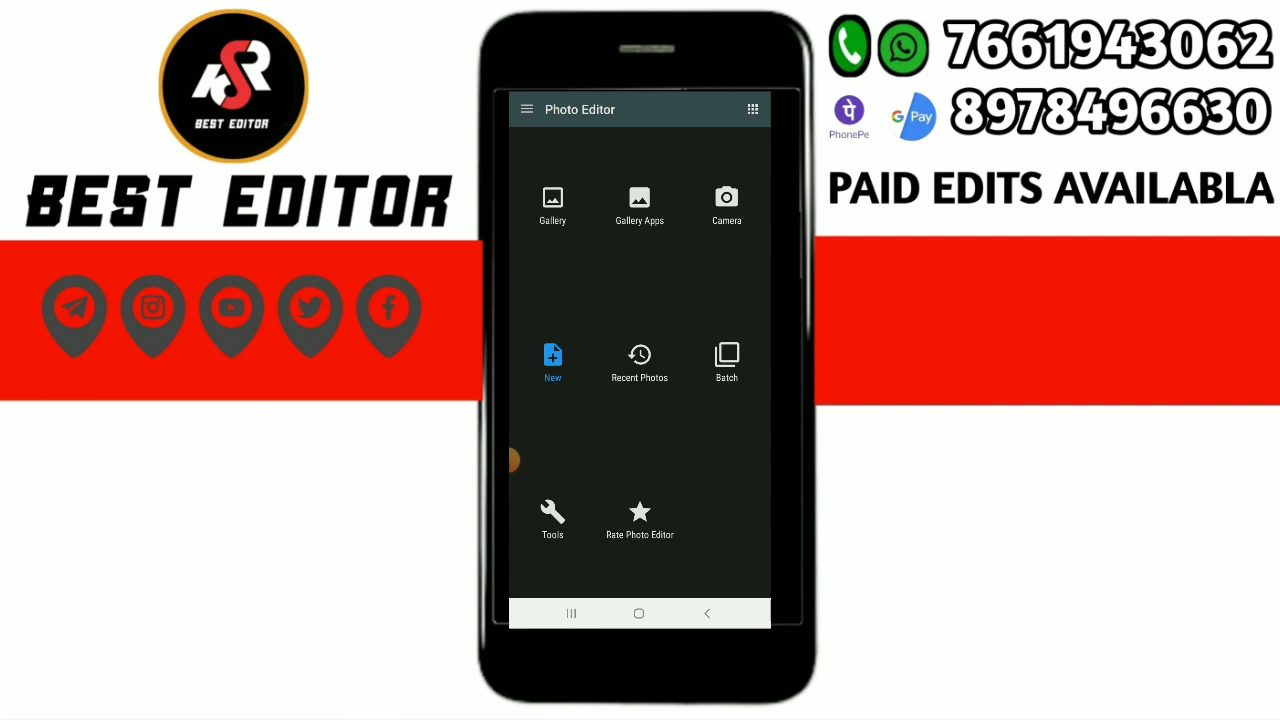 KSR
BEST EDITOR
BEST EDITOR
7661943062
पे
PhonePe
G Pay
8978496630
PAID EDITS AVAILABLA
Photo Editor
Gallery
Gallery Apps
Camera
New
Recent Photos
Batch
Tools
Rate Photo Editor